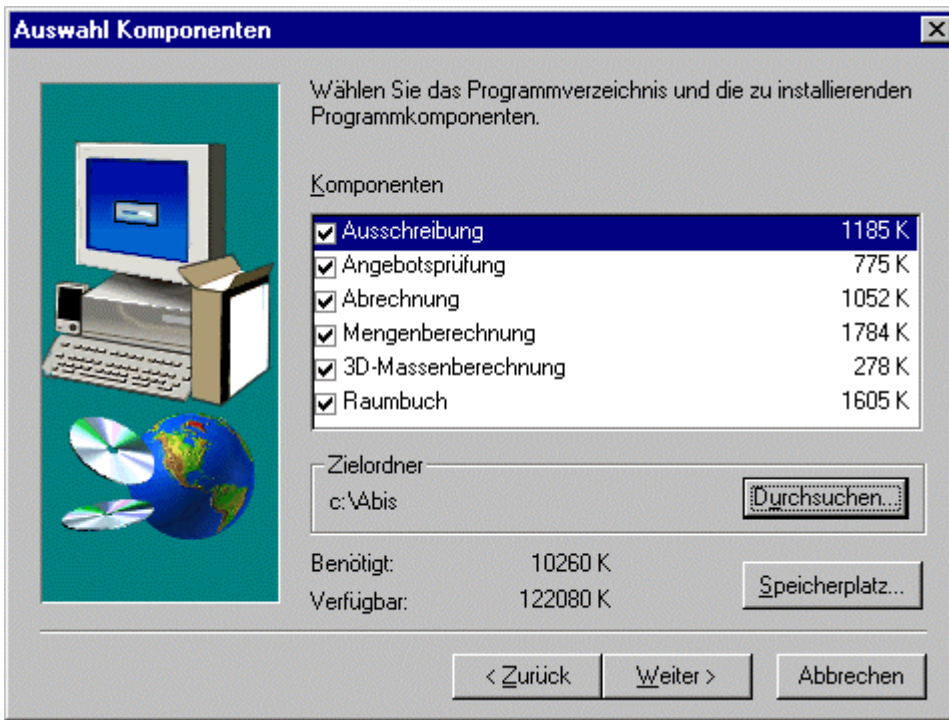 Auswahl Komponenten
Wählen Sie das Programmverzeichnis und die zu installierenden
Programmkomponenten.
Komponenten
Ausschreibung 1185 K
Angebotsprüfung 775 K
Abrechnung 1052 K
Mengenberechnung 1784 K
3D-Massenberechnung 278 K
Raumbuch 1605 K
Zielordner
c:\Abis Durchsuchen...
Benötigt: 10260 K
Verfügbar: 122080 K Speicherplatz...
< Zurück Weiter > Abbrechen